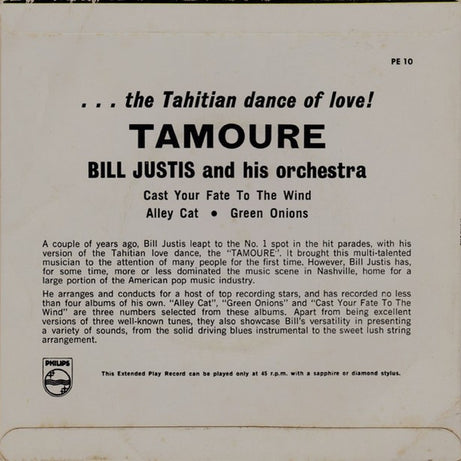 PE 10
. . . the Tahitian dance of love!
TAMOURE
BILL JUSTIS and his orchestra
Cast Your Fate To The Wind
Alley Cat • Green Onions
A couple of years ago, Bill Justis leapt to the No. 1 spot in the hit parades, with his
version of the Tahitian love dance, the "TAMOURE". It brought this multi-talented
musician to the attention of many people for the first time. However, Bill Justis has,
for some time, more or less dominated the music scene in Nashville, home for a
large portion of the American pop music industry.
He arranges and conducts for a host of top recording stars, and has recorded no less
than four albums of his own. "Alley Cat", "Green Onions" and "Cast Your Fate To The
Wind" are three numbers selected from these albums. Apart from being excellent
versions of three well-known tunes, they also showcase Bill's versatility in presenting
a variety of sounds, from the solid driving blues instrumental to the sweet lush string
arrangement.
PHILIPS
This Extended Play Record can be played only at 45 r.p.m. with a sapphire or diamond stylus.